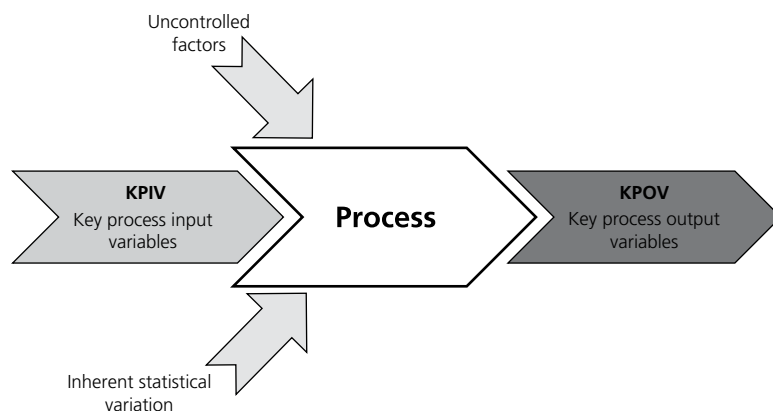 Uncontrolled
factors
KPIV
Key process input
variables
Process
KPOV
Key process output
variables
Inherent statistical
variation